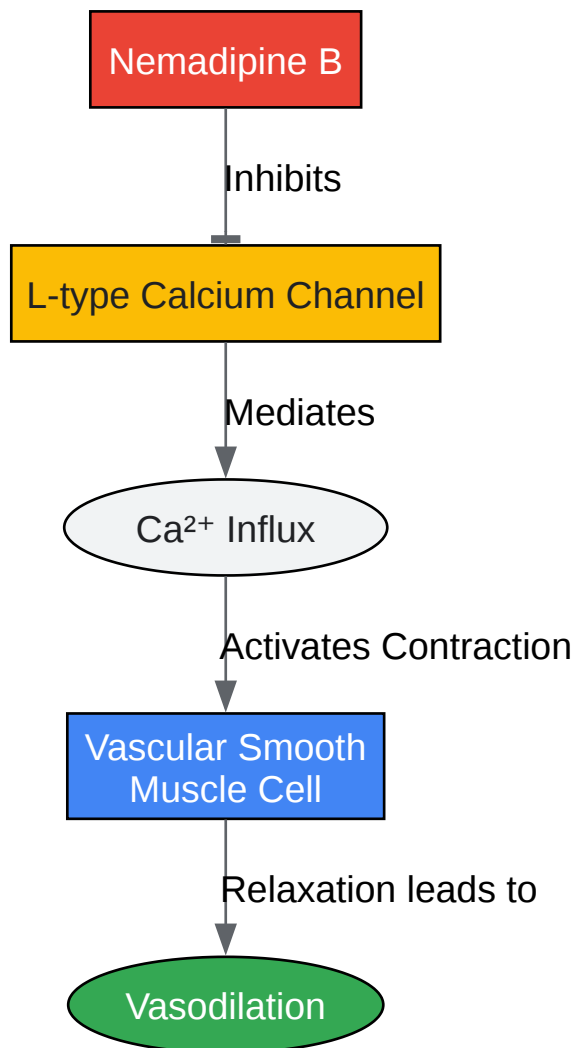 Nemadipine B
Inhibits
L-type Calcium Channel
Mediates
Ca²⁺ Influx
Activates Contraction
Vascular Smooth
Muscle Cell
Relaxation leads to
Vasodilation